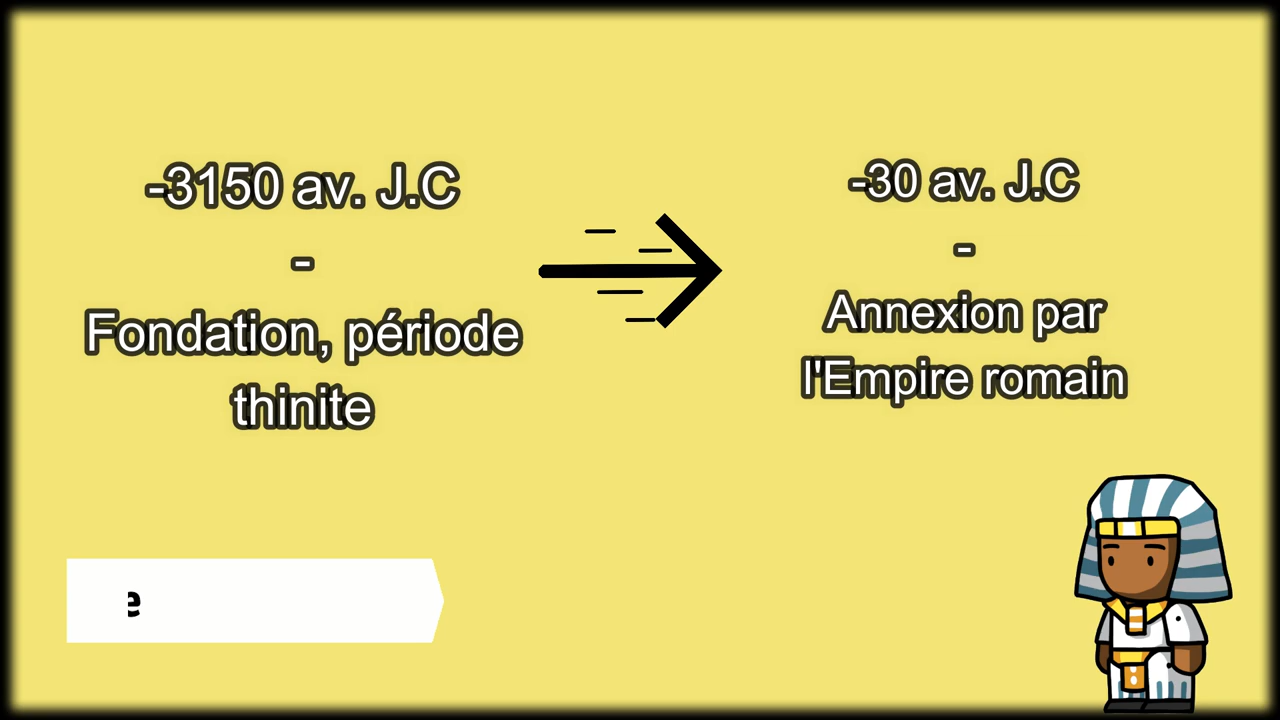 -3150 av. J.C
-
Fondation, période
thinite
-30 av. J.C
-
Annexion par
l'Empire romain